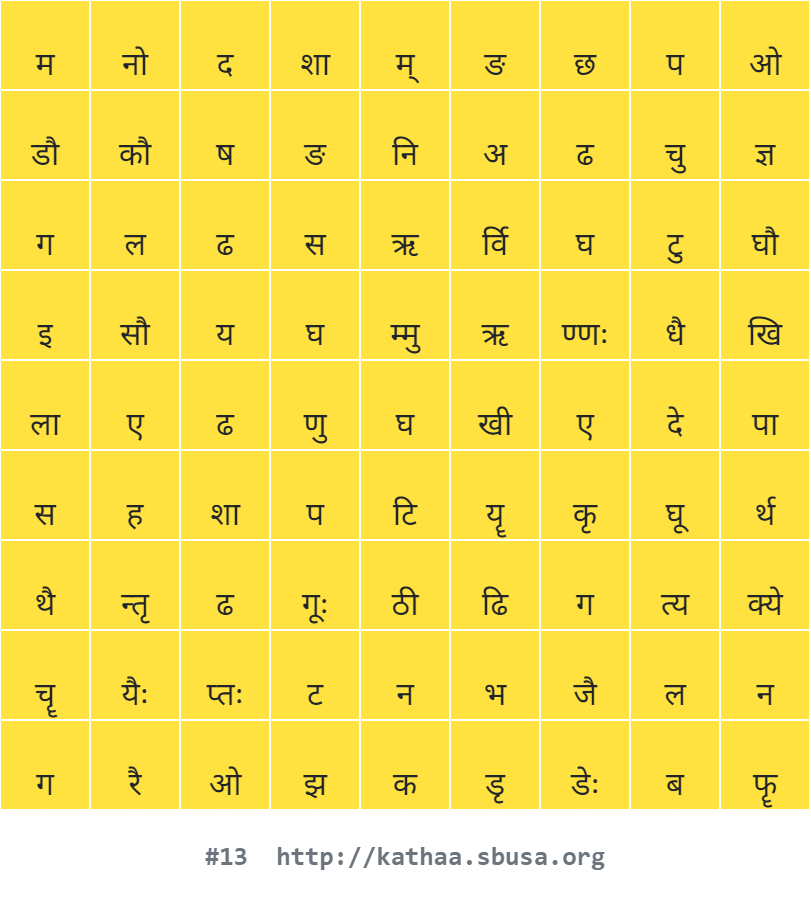 म नो द शा म् ङ छ प ओ
डौ कौ ष ङ नि अ ढ चु ज्ञ
ग ल ढ स ऋ र्वि घ टु घौ
इ सौ य घ म्मु ऋ ण्णः धै खि
ला ए ढ णु घ खी ए दे पा
स ह शा प टि यॄ कृ घू र्थ
थै न्तृ ढ गूः ठी ढि ग त्य क्ये
चॄ यैः प्तः ट न भ जै ल न
ग रै ओ झ क डृ डेः ब फॄ
#13 http://kathaa.sbusa.org